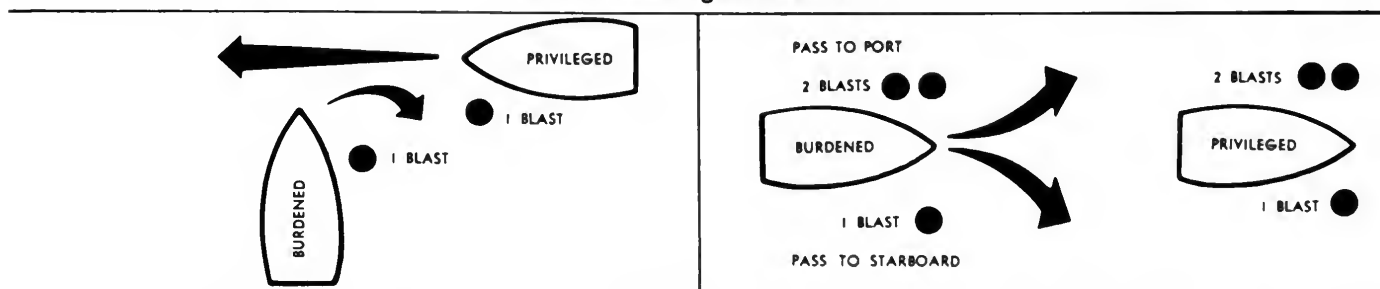 PRIVILEGED
1 BLAST
1 BLAST
BURDENED
PASS TO PORT
2 BLASTS
2 BLASTS
BURDENED
PRIVILEGED
1 BLAST
1 BLAST
PASS TO STARBOARD